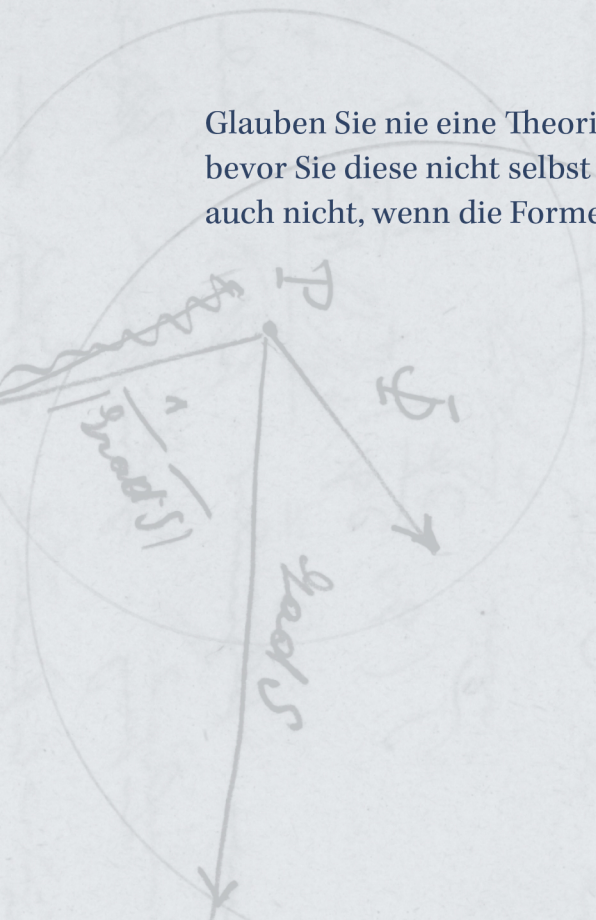 Glauben Sie nie eine Theori
bevor Sie diese nicht selbst
auch nicht, wenn die Forme
P
grad S